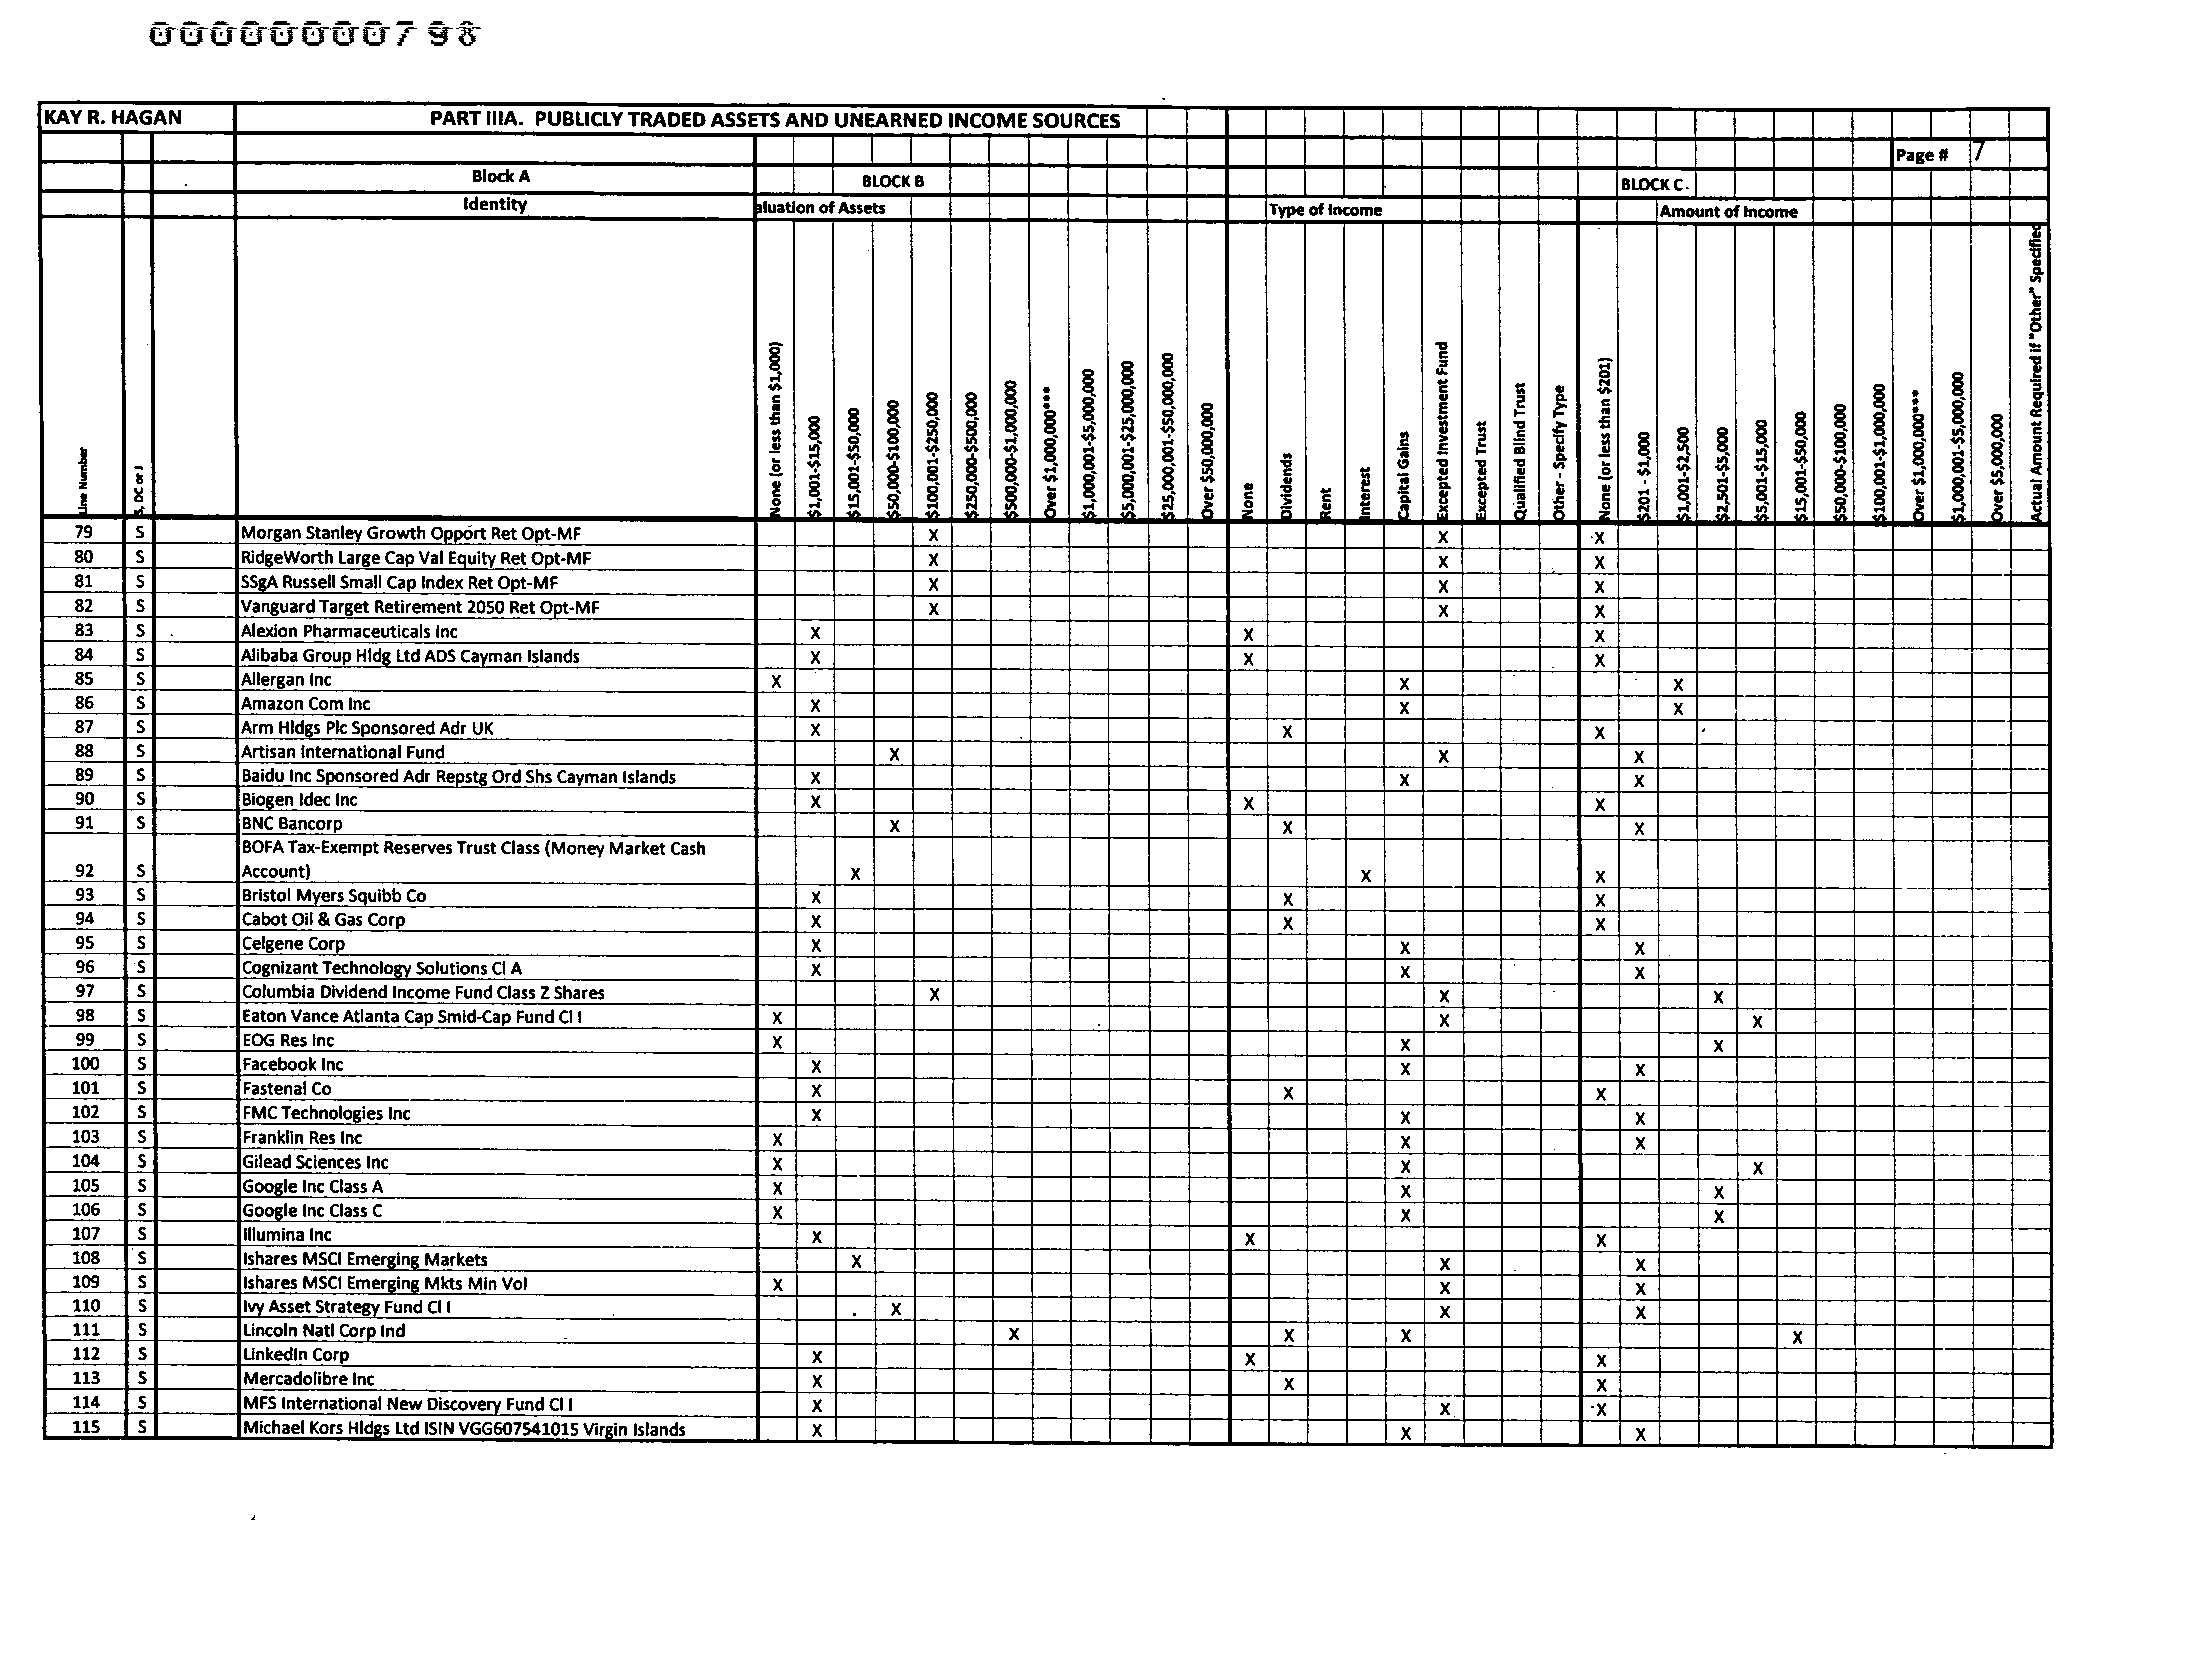 000000000798
KAY R. HAGAN PART IIIA. PUBLICLY TRADED ASSETS AND UNEARNED INCOME SOURCES
Page # 7
Block A BLOCK B BLOCK C
Identity aluation of Assets Type of Income Amount of Income
Line Number
S, DC or J
None (or less than $1,000)
$1,001-$15,000
$15,001-$50,000
$50,000-$100,000
$100,001-$250,000
$250,000-$500,000
$500,000-$1,000,000
Over $1,000,000***
$1,000,001-$5,000,000
$5,000,001-$25,000,000
$25,000,001-$50,000,000
Over $50,000,000
None
Dividends
Rent
Interest
Capital Gains
Excepted Investment Fund
Excepted Trust
Qualified Blind Trust
Other - Specify Type
None (or less than $201)
$201 - $1,000
$1,001-$2,500
$2,501-$5,000
$5,001-$15,000
$15,001-$50,000
$50,000-$100,000
$100,001-$1,000,000
Over $1,000,000***
$1,000,001-$5,000,000
Over $5,000,000
Actual Amount Required if "Other" Specified
79 S Morgan Stanley Growth Opport Ret Opt-MF X X X
80 S RidgeWorth Large Cap Val Equity Ret Opt-MF X X X
81 S SSgA Russell Small Cap Index Ret Opt-MF X X X
82 S Vanguard Target Retirement 2050 Ret Opt-MF X X X
83 S Alexion Pharmaceuticals Inc X X X
84 S Alibaba Group Hldg Ltd ADS Cayman Islands X X X
85 S Allergan Inc X X X
86 S Amazon Com Inc X X X
87 S Arm Hldgs Plc Sponsored Adr UK X X X
88 S Artisan International Fund X X X
89 S Baidu Inc Sponsored Adr Repstg Ord Shs Cayman Islands X X X
90 S Biogen Idec Inc X X X
91 S BNC Bancorp X X X
BOFA Tax-Exempt Reserves Trust Class (Money Market Cash
92 S Account) X X X
93 S Bristol Myers Squibb Co X X X
94 S Cabot Oil & Gas Corp X X X
95 S Celgene Corp X X X
96 S Cognizant Technology Solutions Cl A X X X
97 S Columbia Dividend Income Fund Class Z Shares X X X
98 S Eaton Vance Atlanta Cap Smid-Cap Fund Cl I X X X
99 S EOG Res Inc X X X
100 S Facebook Inc X X X
101 S Fastenal Co X X X
102 S FMC Technologies Inc X X X
103 S Franklin Res Inc X X X
104 S Gilead Sciences Inc X X X
105 S Google Inc Class A X X X
106 S Google Inc Class C X X X
107 S Illumina Inc X X X
108 S Ishares MSCI Emerging Markets X X X
109 S Ishares MSCI Emerging Mkts Min Vol X X X
110 S Ivy Asset Strategy Fund Cl I X X X
111 S Lincoln Natl Corp Ind X X X X
112 S LinkedIn Corp X X X
113 S Mercadolibre Inc X X X
114 S MFS International New Discovery Fund Cl I X X X
115 S Michael Kors Hldgs Ltd ISIN VGG607541015 Virgin Islands X X X